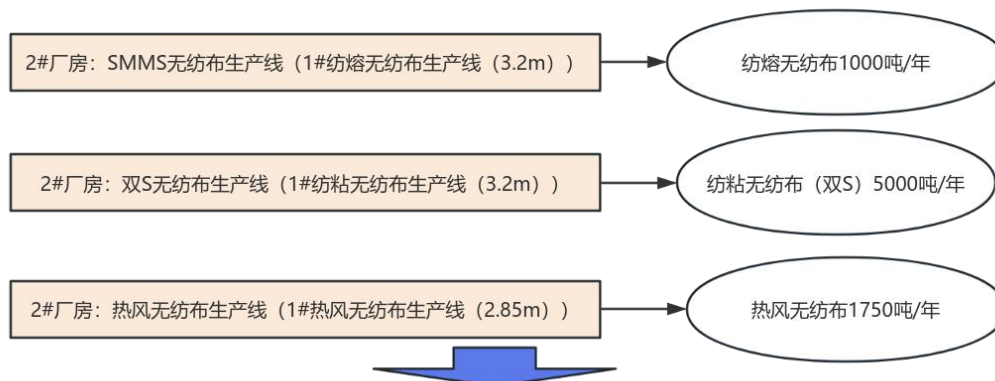 2#厂房：SMMS无纺布生产线（1#纺熔无纺布生产线（3.2m））
纺熔无纺布1000吨/年
2#厂房：双S无纺布生产线（1#纺粘无纺布生产线（3.2m））
纺粘无纺布（双S）5000吨/年
2#厂房：热风无纺布生产线（1#热风无纺布生产线（2.85m））
热风无纺布1750吨/年